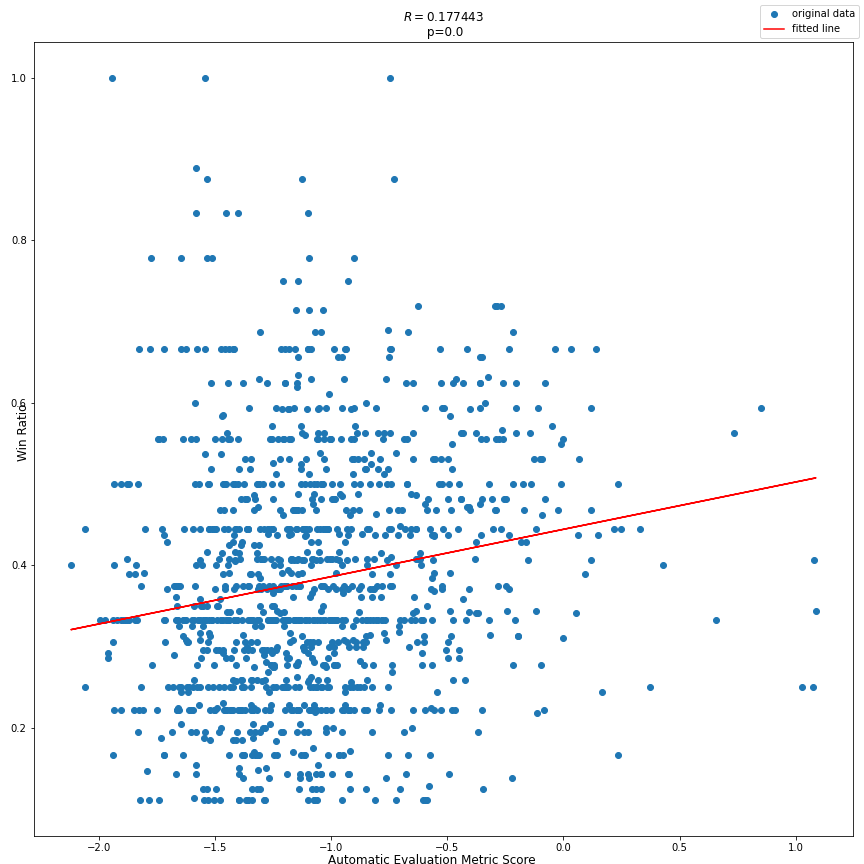 R = 0.177443
p=0.0
original data
fitted line
1.0
0.8
0.6
0.4
0.2
Win Ratio
−2.0 −1.5 −1.0 −0.5 0.0 0.5 1.0
Automatic Evaluation Metric Score